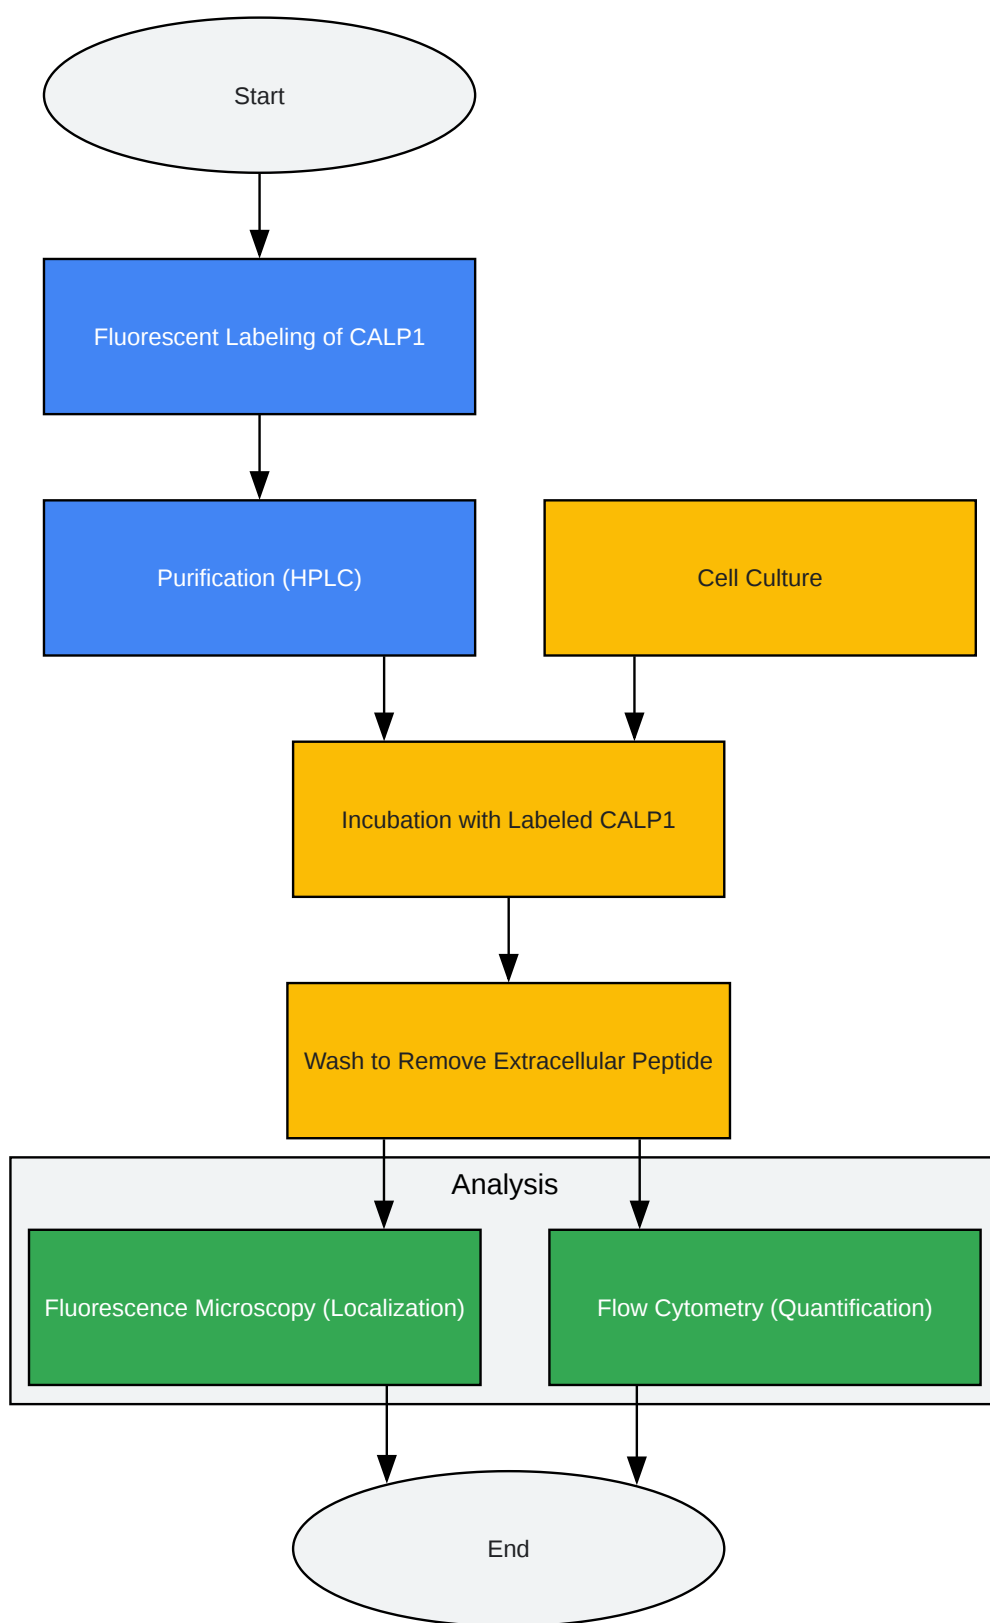 Start
Fluorescent Labeling of CALP1
Purification (HPLC)
Cell Culture
Incubation with Labeled CALP1
Wash to Remove Extracellular Peptide
Analysis
Fluorescence Microscopy (Localization)
Flow Cytometry (Quantification)
End